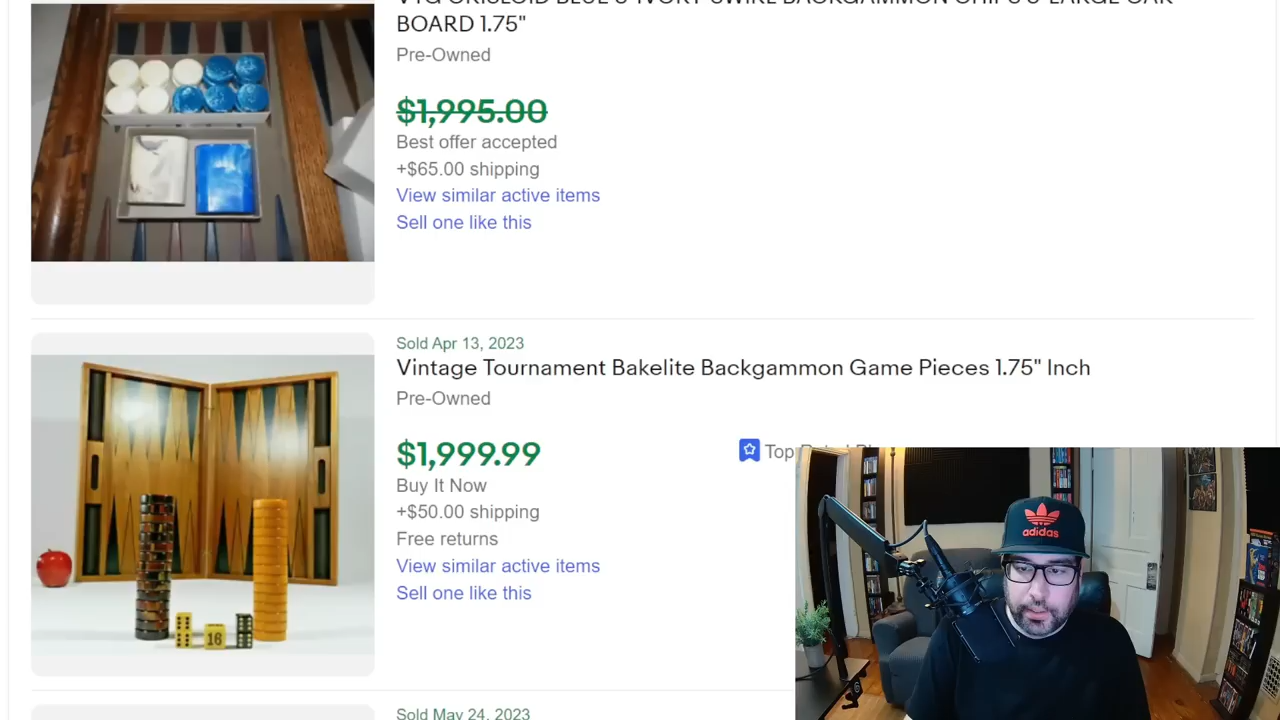 BOARD 1.75"
Pre-Owned
$1,995.00
Best offer accepted
+$65.00 shipping
View similar active items
Sell one like this
Sold Apr 13, 2023
Vintage Tournament Bakelite Backgammon Game Pieces 1.75" Inch
Pre-Owned
$1,999.99
Top
Buy It Now
+$50.00 shipping
Free returns
View similar active items
Sell one like this
16
adidas
Sold May 24, 2023